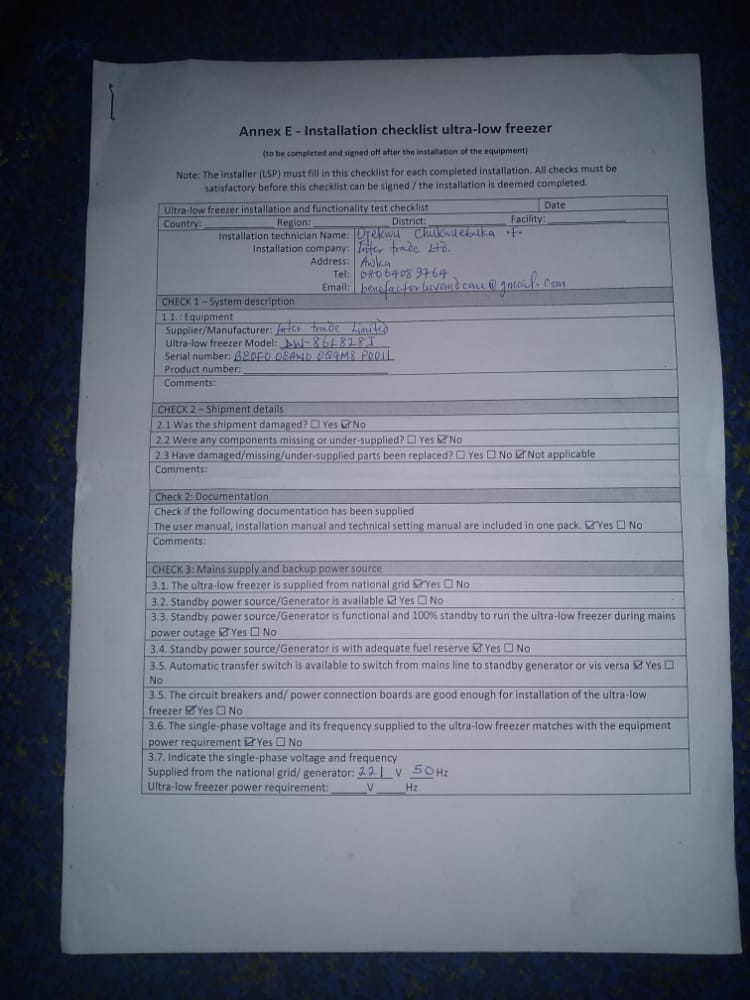 Annex E - Installation checklist ultra-low freezer
(to be completed and signed off after the installation of the equipment)
Note: The installer (LSP) must fill in this checklist for each completed installation. All checks must be
satisfactory before this checklist can be signed / the installation is deemed completed.
Ultra-low freezer installation and functionality test checklist Date
Country: Region: District: Facility:
Installation technician Name: Chukwuebuka
Installation company: Inter trade Ltd.
Address: Awka
Tel: 08064089764
Email:
CHECK 1 – System description
1.1.: Equipment
Supplier/Manufacturer: Inter trade Limited
Ultra-low freezer Model: DW-86L828J
Serial number:
Product number:
Comments:
CHECK 2 – Shipment details
2.1 Was the shipment damaged? ☐ Yes ☑ No
2.2 Were any components missing or under-supplied? ☐ Yes ☑ No
2.3 Have damaged/missing/under-supplied parts been replaced? ☐ Yes ☐ No ☑ Not applicable
Comments:
Check 2: Documentation
Check if the following documentation has been supplied
The user manual, installation manual and technical setting manual are included in one pack. ☑ Yes ☐ No
Comments:
CHECK 3: Mains supply and backup power source
3.1. The ultra-low freezer is supplied from national grid ☑ Yes ☐ No
3.2. Standby power source/Generator is available ☑ Yes ☐ No
3.3. Standby power source/Generator is functional and 100% standby to run the ultra-low freezer during mains
power outage ☑ Yes ☐ No
3.4. Standby power source/Generator is with adequate fuel reserve ☑ Yes ☐ No
3.5. Automatic transfer switch is available to switch from mains line to standby generator or vis versa ☑ Yes ☐
No
3.5. The circuit breakers and/ power connection boards are good enough for installation of the ultra-low
freezer ☑ Yes ☐ No
3.6. The single-phase voltage and its frequency supplied to the ultra-low freezer matches with the equipment
power requirement ☑ Yes ☐ No
3.7. Indicate the single-phase voltage and frequency
Supplied from the national grid/ generator: 221 V 50 Hz
Ultra-low freezer power requirement: V Hz